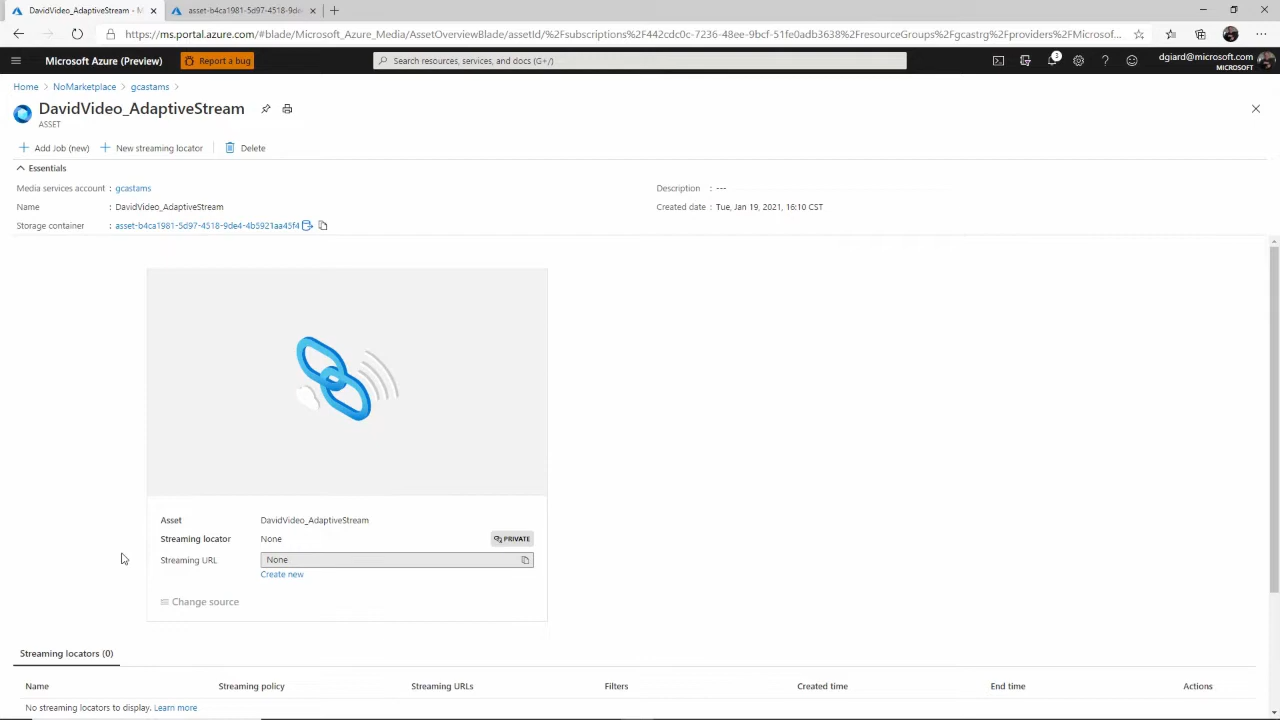 DavidVideo_AdaptiveStream - M
asset-b4ca1981-5d97-4518-9de4
https://ms.portal.azure.com/#blade/Microsoft_Azure_Media/AssetOverviewBlade/assetId/%2Fsubscriptions%2F442cdc0c-7236-48ee-9bcf-51fe0adb3638%2FresourceGroups%2Fgcastrg%2Fproviders%2FMicrosoft...
Microsoft Azure (Preview)
Report a bug
Search resources, services, and docs (G+/)
3
dgiard@microsoft.com
MICROSOFT
Home > NoMarketplace > gcastams >
DavidVideo_AdaptiveStream
ASSET
Add Job (new)
New streaming locator
Delete
Essentials
Media services account : gcastams
Description : ---
Name : DavidVideo_AdaptiveStream
Created date : Tue, Jan 19, 2021, 16:10 CST
Storage container : asset-b4ca1981-5d97-4518-9de4-4b5921aa45f4
Asset DavidVideo_AdaptiveStream
Streaming locator None PRIVATE
Streaming URL None
Create new
Change source
Streaming locators (0)
Name Streaming policy Streaming URLs Filters Created time End time Actions
No streaming locators to display. Learn more